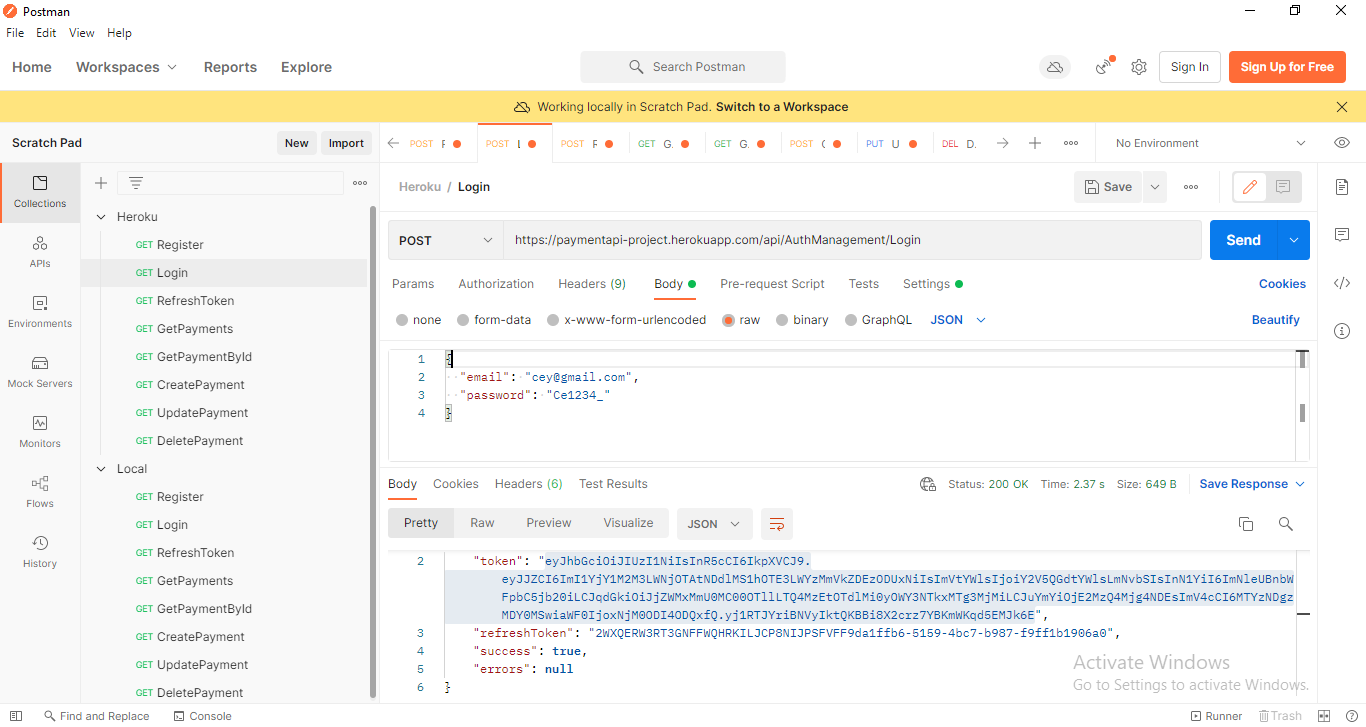 Postman
File Edit View Help
Home Workspaces Reports Explore Search Postman Sign In Sign Up for Free
Working locally in Scratch Pad. Switch to a Workspace
Scratch Pad New Import POST POST L POST GET G. GET G. POST PUT U DEL D. No Environment
Collections
APIs
Environments
Mock Servers
Monitors
Flows
History
Heroku
GET Register
GET Login
GET RefreshToken
GET GetPayments
GET GetPaymentById
GET CreatePayment
GET UpdatePayment
GET DeletePayment
Local
GET Register
GET Login
GET RefreshToken
GET GetPayments
GET GetPaymentById
GET CreatePayment
GET UpdatePayment
GET DeletePayment
Heroku / Login Save
POST https://paymentapi-project.herokuapp.com/api/AuthManagement/Login Send
Params Authorization Headers (9) Body Pre-request Script Tests Settings Cookies
none form-data x-www-form-urlencoded raw binary GraphQL JSON Beautify
1 {
2 "email": "cey@gmail.com",
3 "password": "Ce1234_"
4 }
Body Cookies Headers (6) Test Results Status: 200 OK Time: 2.37 s Size: 649 B Save Response
Pretty Raw Preview Visualize JSON
2 "token": "eyJhbGciOiJIUzI1NiIsInR5cCI6IkpXVCJ9.
3 "refreshToken": "2WXQERW3RT3GNFFWQHRKILJCP8NIJPSFVFF9da1ffb6-5159-4bc7-b987-f9ff1b1906a0",
4 "success": true,
5 "errors": null
6 }
Activate Windows
Go to Settings to activate Windows.
Find and Replace Console Runner Trash